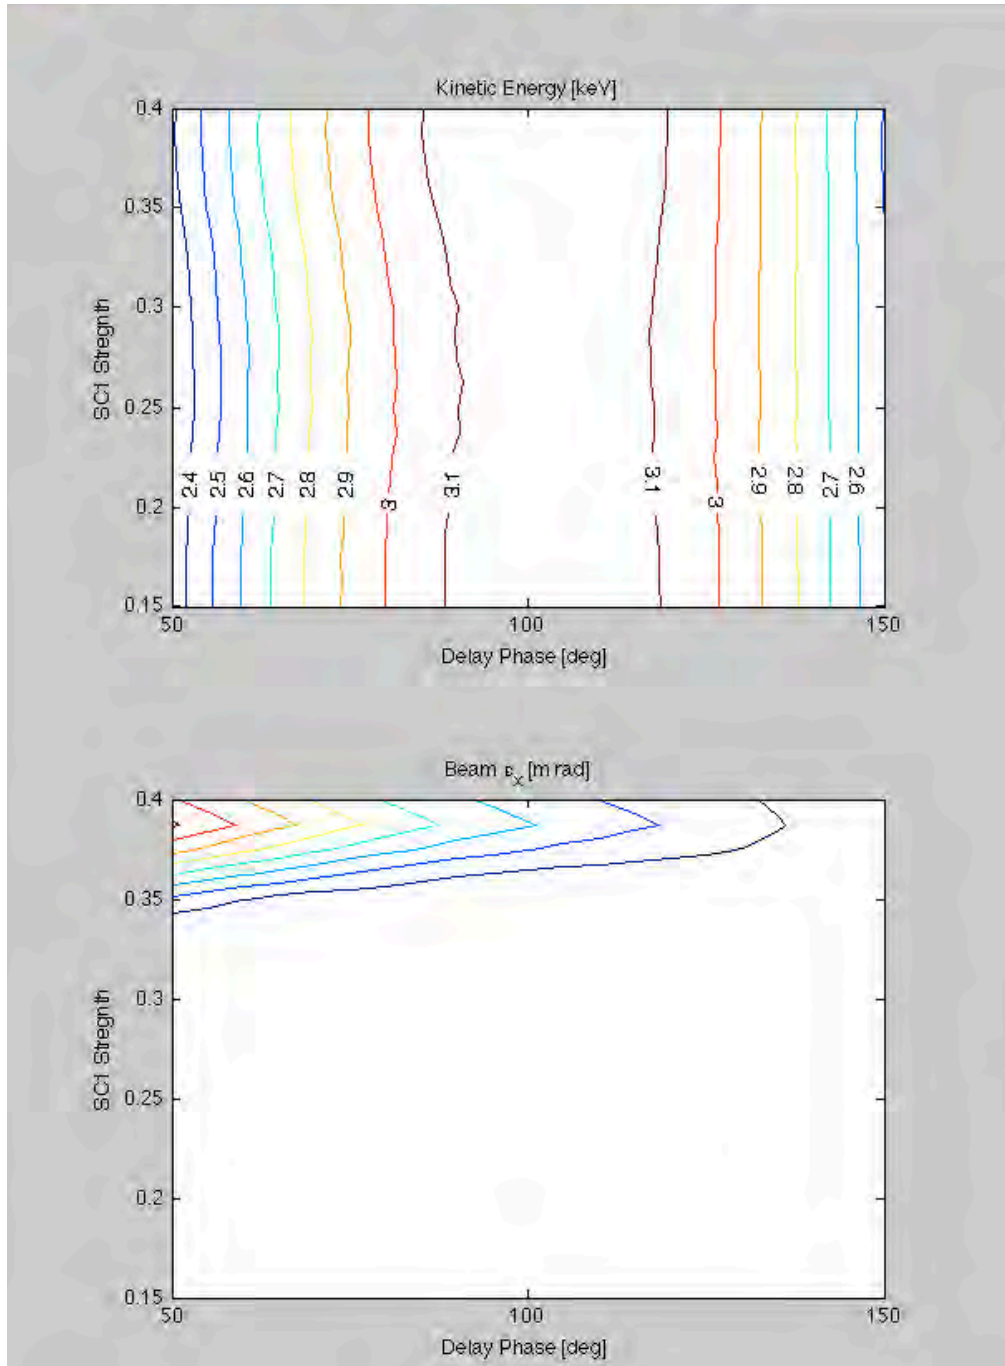 Kinetic Energy [keV]
0.4
0.35
0.3
0.25
0.2
0.15
SC1 Stregnth
2.4 2.5 2.6 2.7 2.8 2.9 3 3.1 3.1 3 2.9 2.8 2.7 2.6
50 100 150
Delay Phase [deg]
Beam εx [m rad]
0.4
0.35
0.3
0.25
0.2
0.15
SC1 Stregnth
50 100 150
Delay Phase [deg]